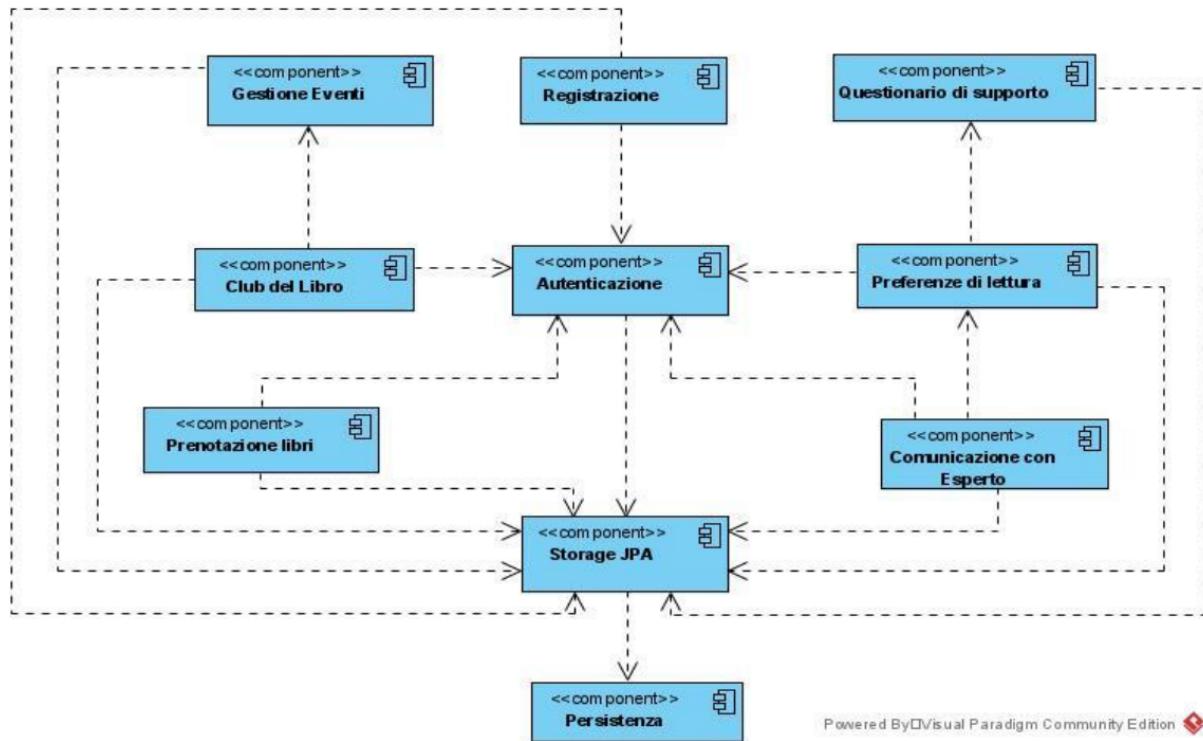 <<component>>
Gestione Eventi
<<component>>
Registrazione
<<component>>
Questionario di supporto
<<component>>
Club del Libro
<<component>>
Autenticazione
<<component>>
Preferenze di lettura
<<component>>
Prenotazione libri
<<component>>
Comunicazione con
Esperto
<<component>>
Storage JPA
<<component>>
Persistenza
Powered By□Visual Paradigm Community Edition